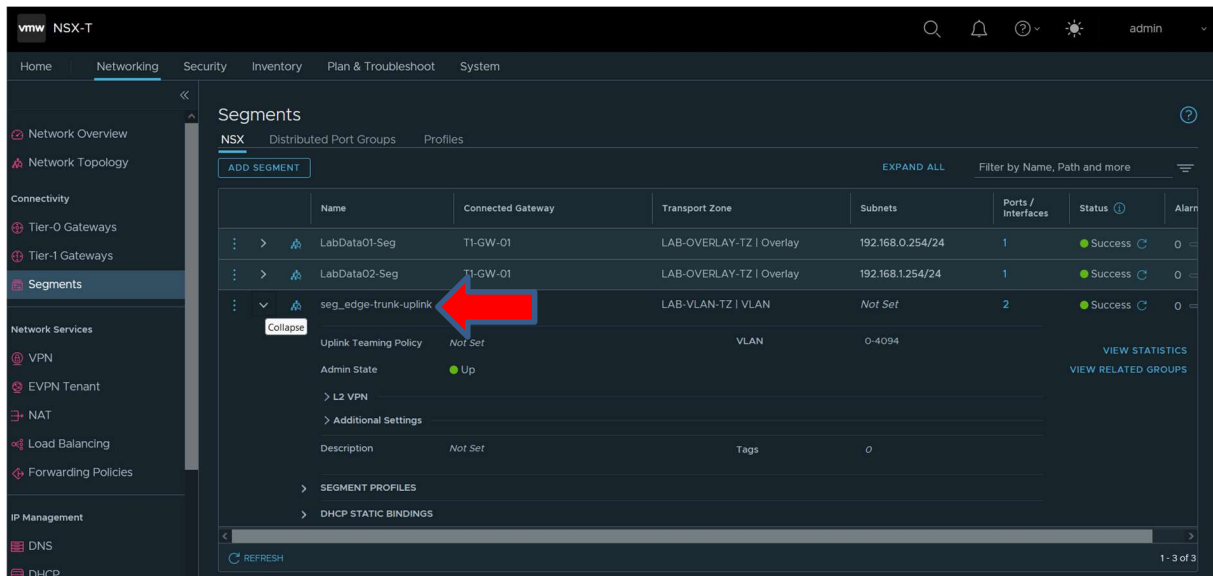 vmw NSX-T admin
Home Networking Security Inventory Plan & Troubleshoot System
Network Overview
Network Topology
Connectivity
Tier-0 Gateways
Tier-1 Gateways
Segments
Network Services
VPN
EVPN Tenant
NAT
Load Balancing
Forwarding Policies
IP Management
DNS
DHCP
Segments
NSX Distributed Port Groups Profiles
ADD SEGMENT EXPAND ALL Filter by Name, Path and more
Name Connected Gateway Transport Zone Subnets Ports / Interfaces Status Alarm
LabData01-Seg T1-GW-01 LAB-OVERLAY-TZ | Overlay 192.168.0.254/24 1 Success 0
LabData02-Seg T1-GW-01 LAB-OVERLAY-TZ | Overlay 192.168.1.254/24 1 Success 0
seg_edge-trunk-uplink LAB-VLAN-TZ | VLAN Not Set 2 Success 0
Collapse
Uplink Teaming Policy Not Set VLAN 0-4094
VIEW STATISTICS
Admin State Up
VIEW RELATED GROUPS
L2 VPN
Additional Settings
Description Not Set Tags 0
SEGMENT PROFILES
DHCP STATIC BINDINGS
REFRESH 1 - 3 of 3